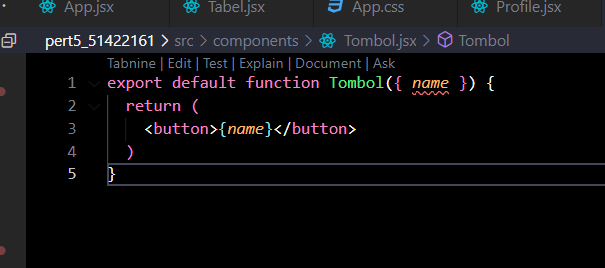 App.jsx Tabel.jsx App.css Profile.jsx
pert5_51422161 > src > components > Tombol.jsx > Tombol
Tabnine | Edit | Test | Explain | Document | Ask
1 export default function Tombol({ name }) {
2 return (
3 <button>{name}</button>
4 )
5 }